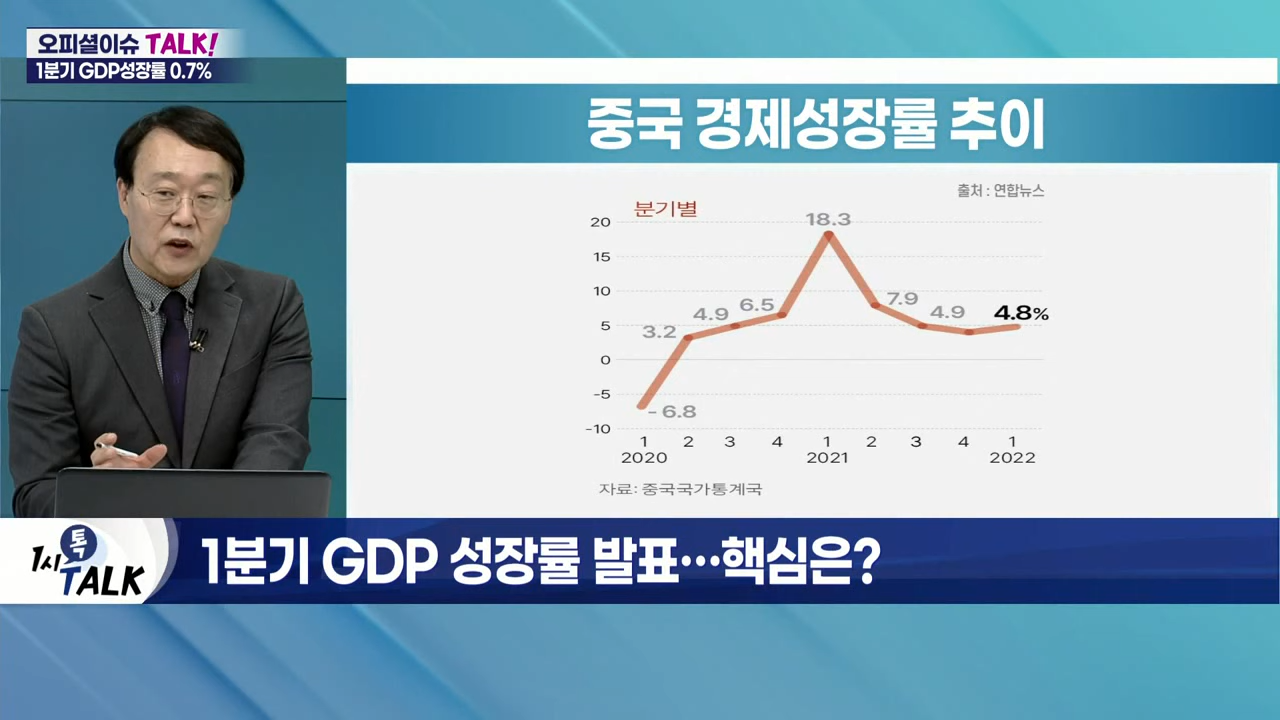 오피셜이슈 TALK!
1분기 GDP성장률 0.7%
중국 경제성장률 추이
출처 : 연합뉴스
분기별
20
15
10
5
0
-5
-10
-6.8
3.2
4.9
6.5
18.3
7.9
4.9
4.8%
1 2 3 4 1 2 3 4 1
2020 2021 2022
자료: 중국국가통계국
1시 톡 TALK
1분기 GDP 성장률 발표…핵심은?